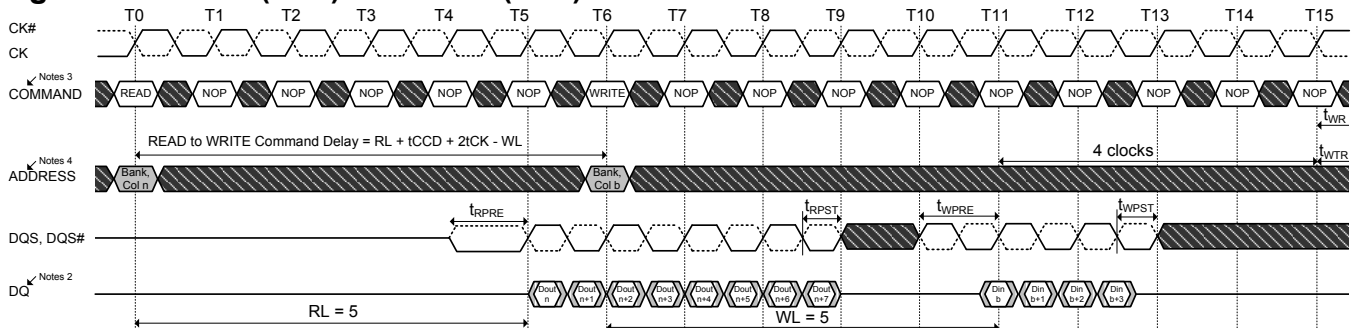 T0 T1 T2 T3 T4 T5 T6 T7 T8 T9 T10 T11 T12 T13 T14 T15
CK#
CK
Notes 3
COMMAND READ NOP NOP NOP NOP NOP WRITE NOP NOP NOP NOP NOP NOP NOP NOP NOP
tWR
READ to WRITE Command Delay = RL + tCCD + 2tCK - WL
4 clocks
tWTR
Notes 4
ADDRESS Bank, Col n Bank, Col b
tRPRE tRPST tWPRE tWPST
DQS, DQS#
Notes 2
DQ Dout n Dout n+1 Dout n+2 Dout n+3 Dout n+4 Dout n+5 Dout n+6 Dout n+7 Din b Din b+1 Din b+2 Din b+3
RL = 5 WL = 5